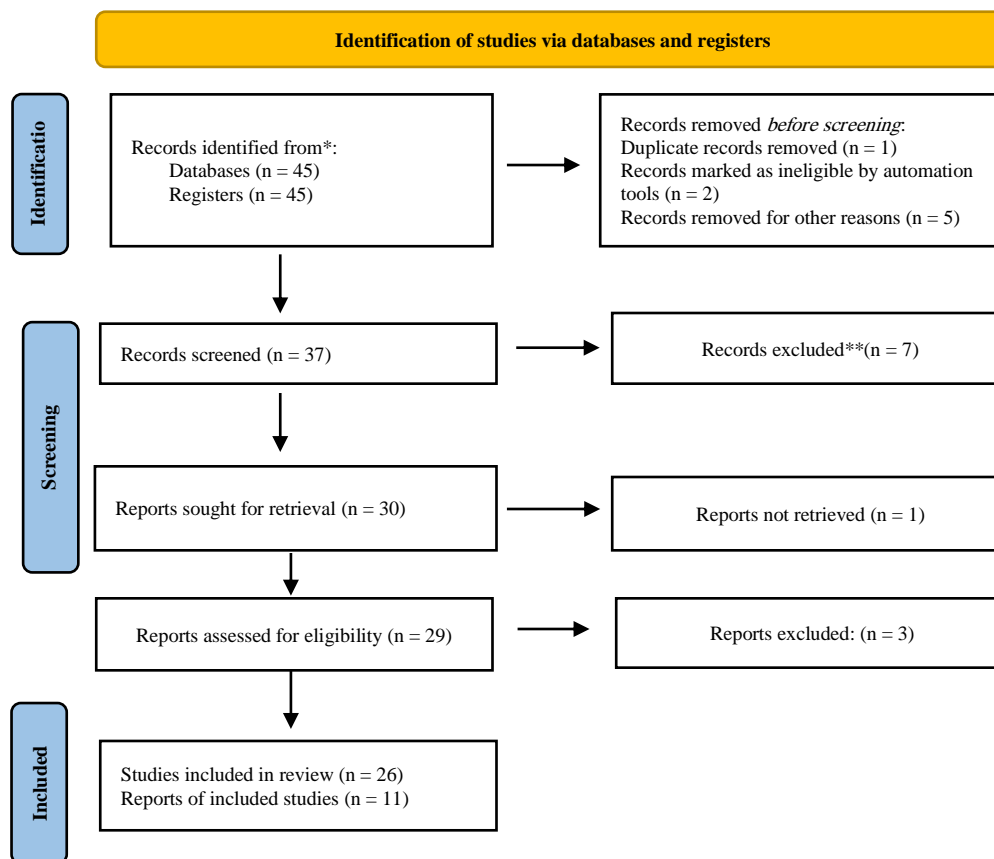 Identification of studies via databases and registers
Identificatio
Records identified from*:
Databases (n = 45)
Registers (n = 45)
Records removed before screening:
Duplicate records removed (n = 1)
Records marked as ineligible by automation
tools (n = 2)
Records removed for other reasons (n = 5)
Screening
Records screened (n = 37)
Records excluded**(n = 7)
Reports sought for retrieval (n = 30)
Reports not retrieved (n = 1)
Reports assessed for eligibility (n = 29)
Reports excluded: (n = 3)
Included
Studies included in review (n = 26)
Reports of included studies (n = 11)